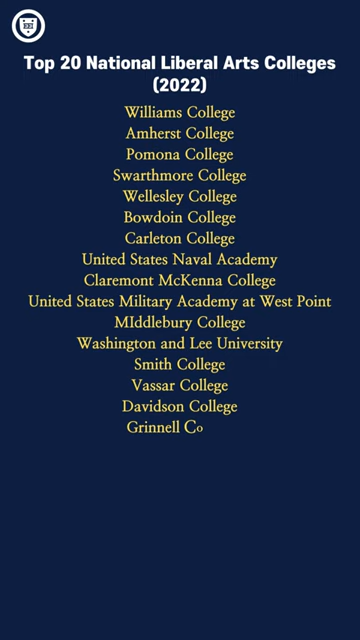 Top 20 National Liberal Arts Colleges
(2022)
Williams College
Amherst College
Pomona College
Swarthmore College
Wellesley College
Bowdoin College
Carleton College
United States Naval Academy
Claremont McKenna College
United States Military Academy at West Point
MIddlebury College
Washington and Lee University
Smith College
Vassar College
Davidson College
Grinnell Co